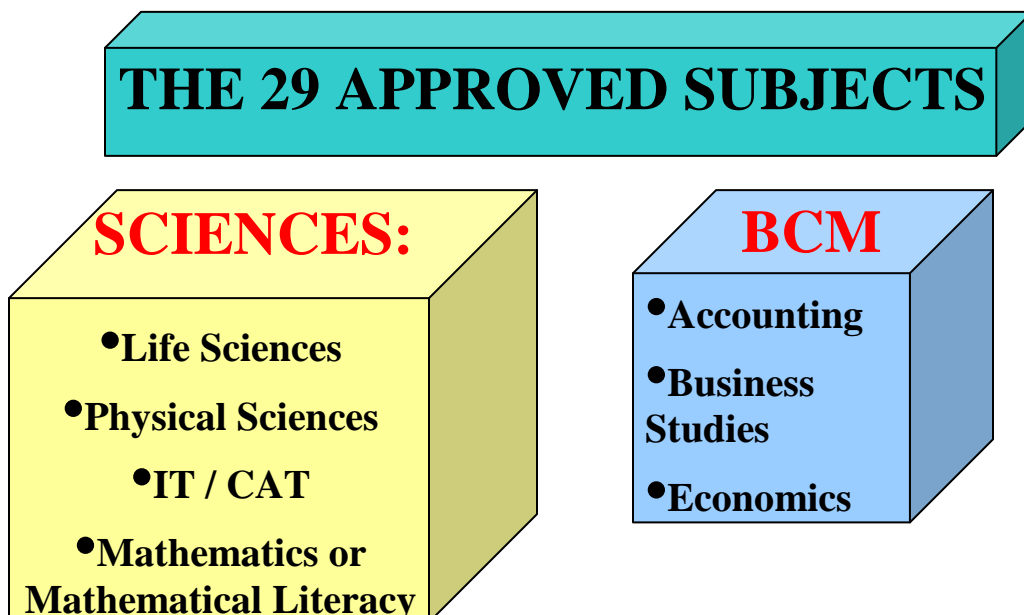 THE 29 APPROVED SUBJECTS
SCIENCES:
•Life Sciences
•Physical Sciences
•IT / CAT
•Mathematics or
Mathematical Literacy
BCM
•Accounting
•Business
Studies
•Economics